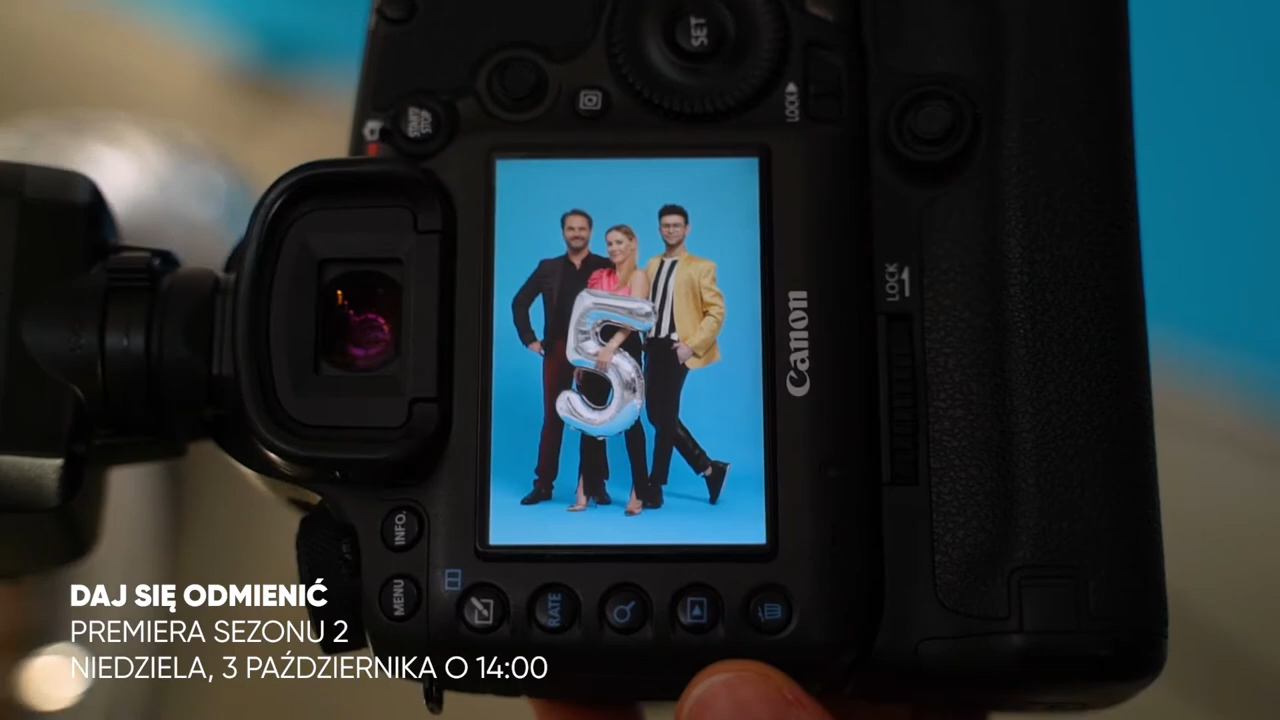 SET
LOCK▶
START/
STOP
Canon
LOCK
5
INFO.
MENU
RATE
DAJ SIĘ ODMIENIĆ
PREMIERA SEZONU 2
NIEDZIELA, 3 PAŹDZIERNIKA O 14:00